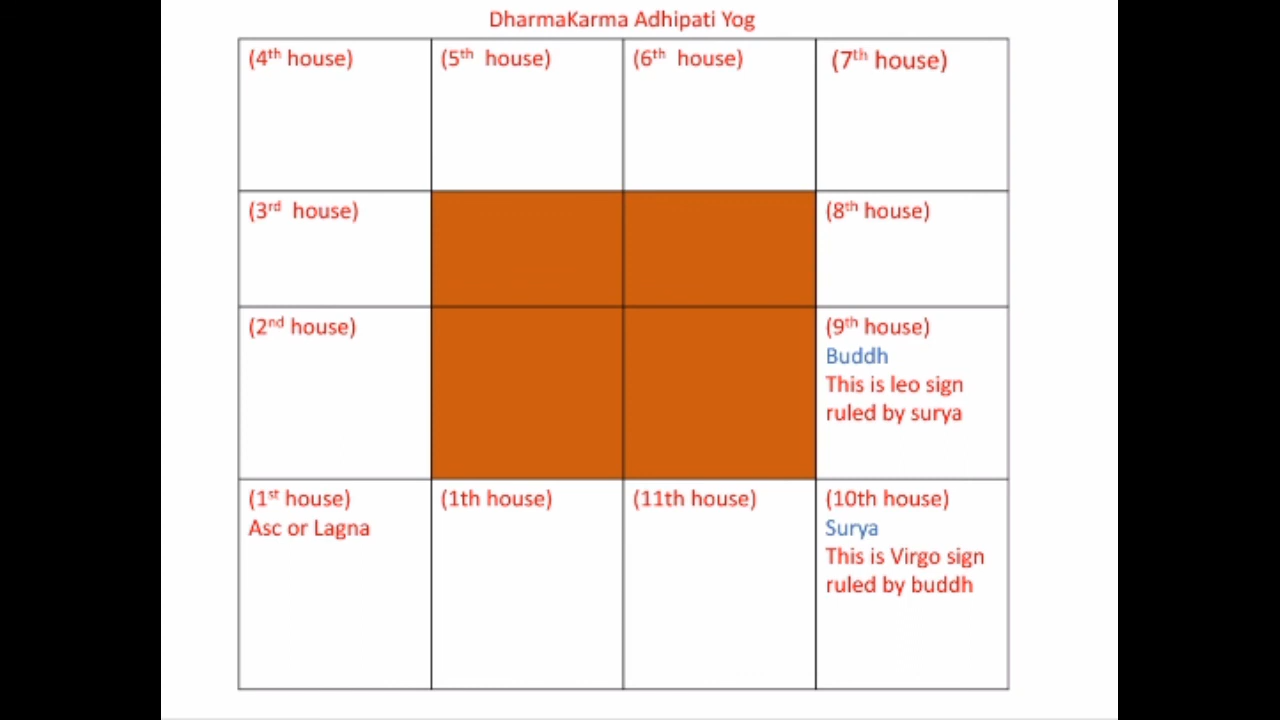 DharmaKarma Adhipati Yog
(4th house)
(5th house)
(6th house)
(7th house)
(3rd house)
(8th house)
(2nd house)
(9th house)
Buddh
This is leo sign
ruled by surya
(1st house)
Asc or Lagna
(1th house)
(11th house)
(10th house)
Surya
This is Virgo sign
ruled by buddh